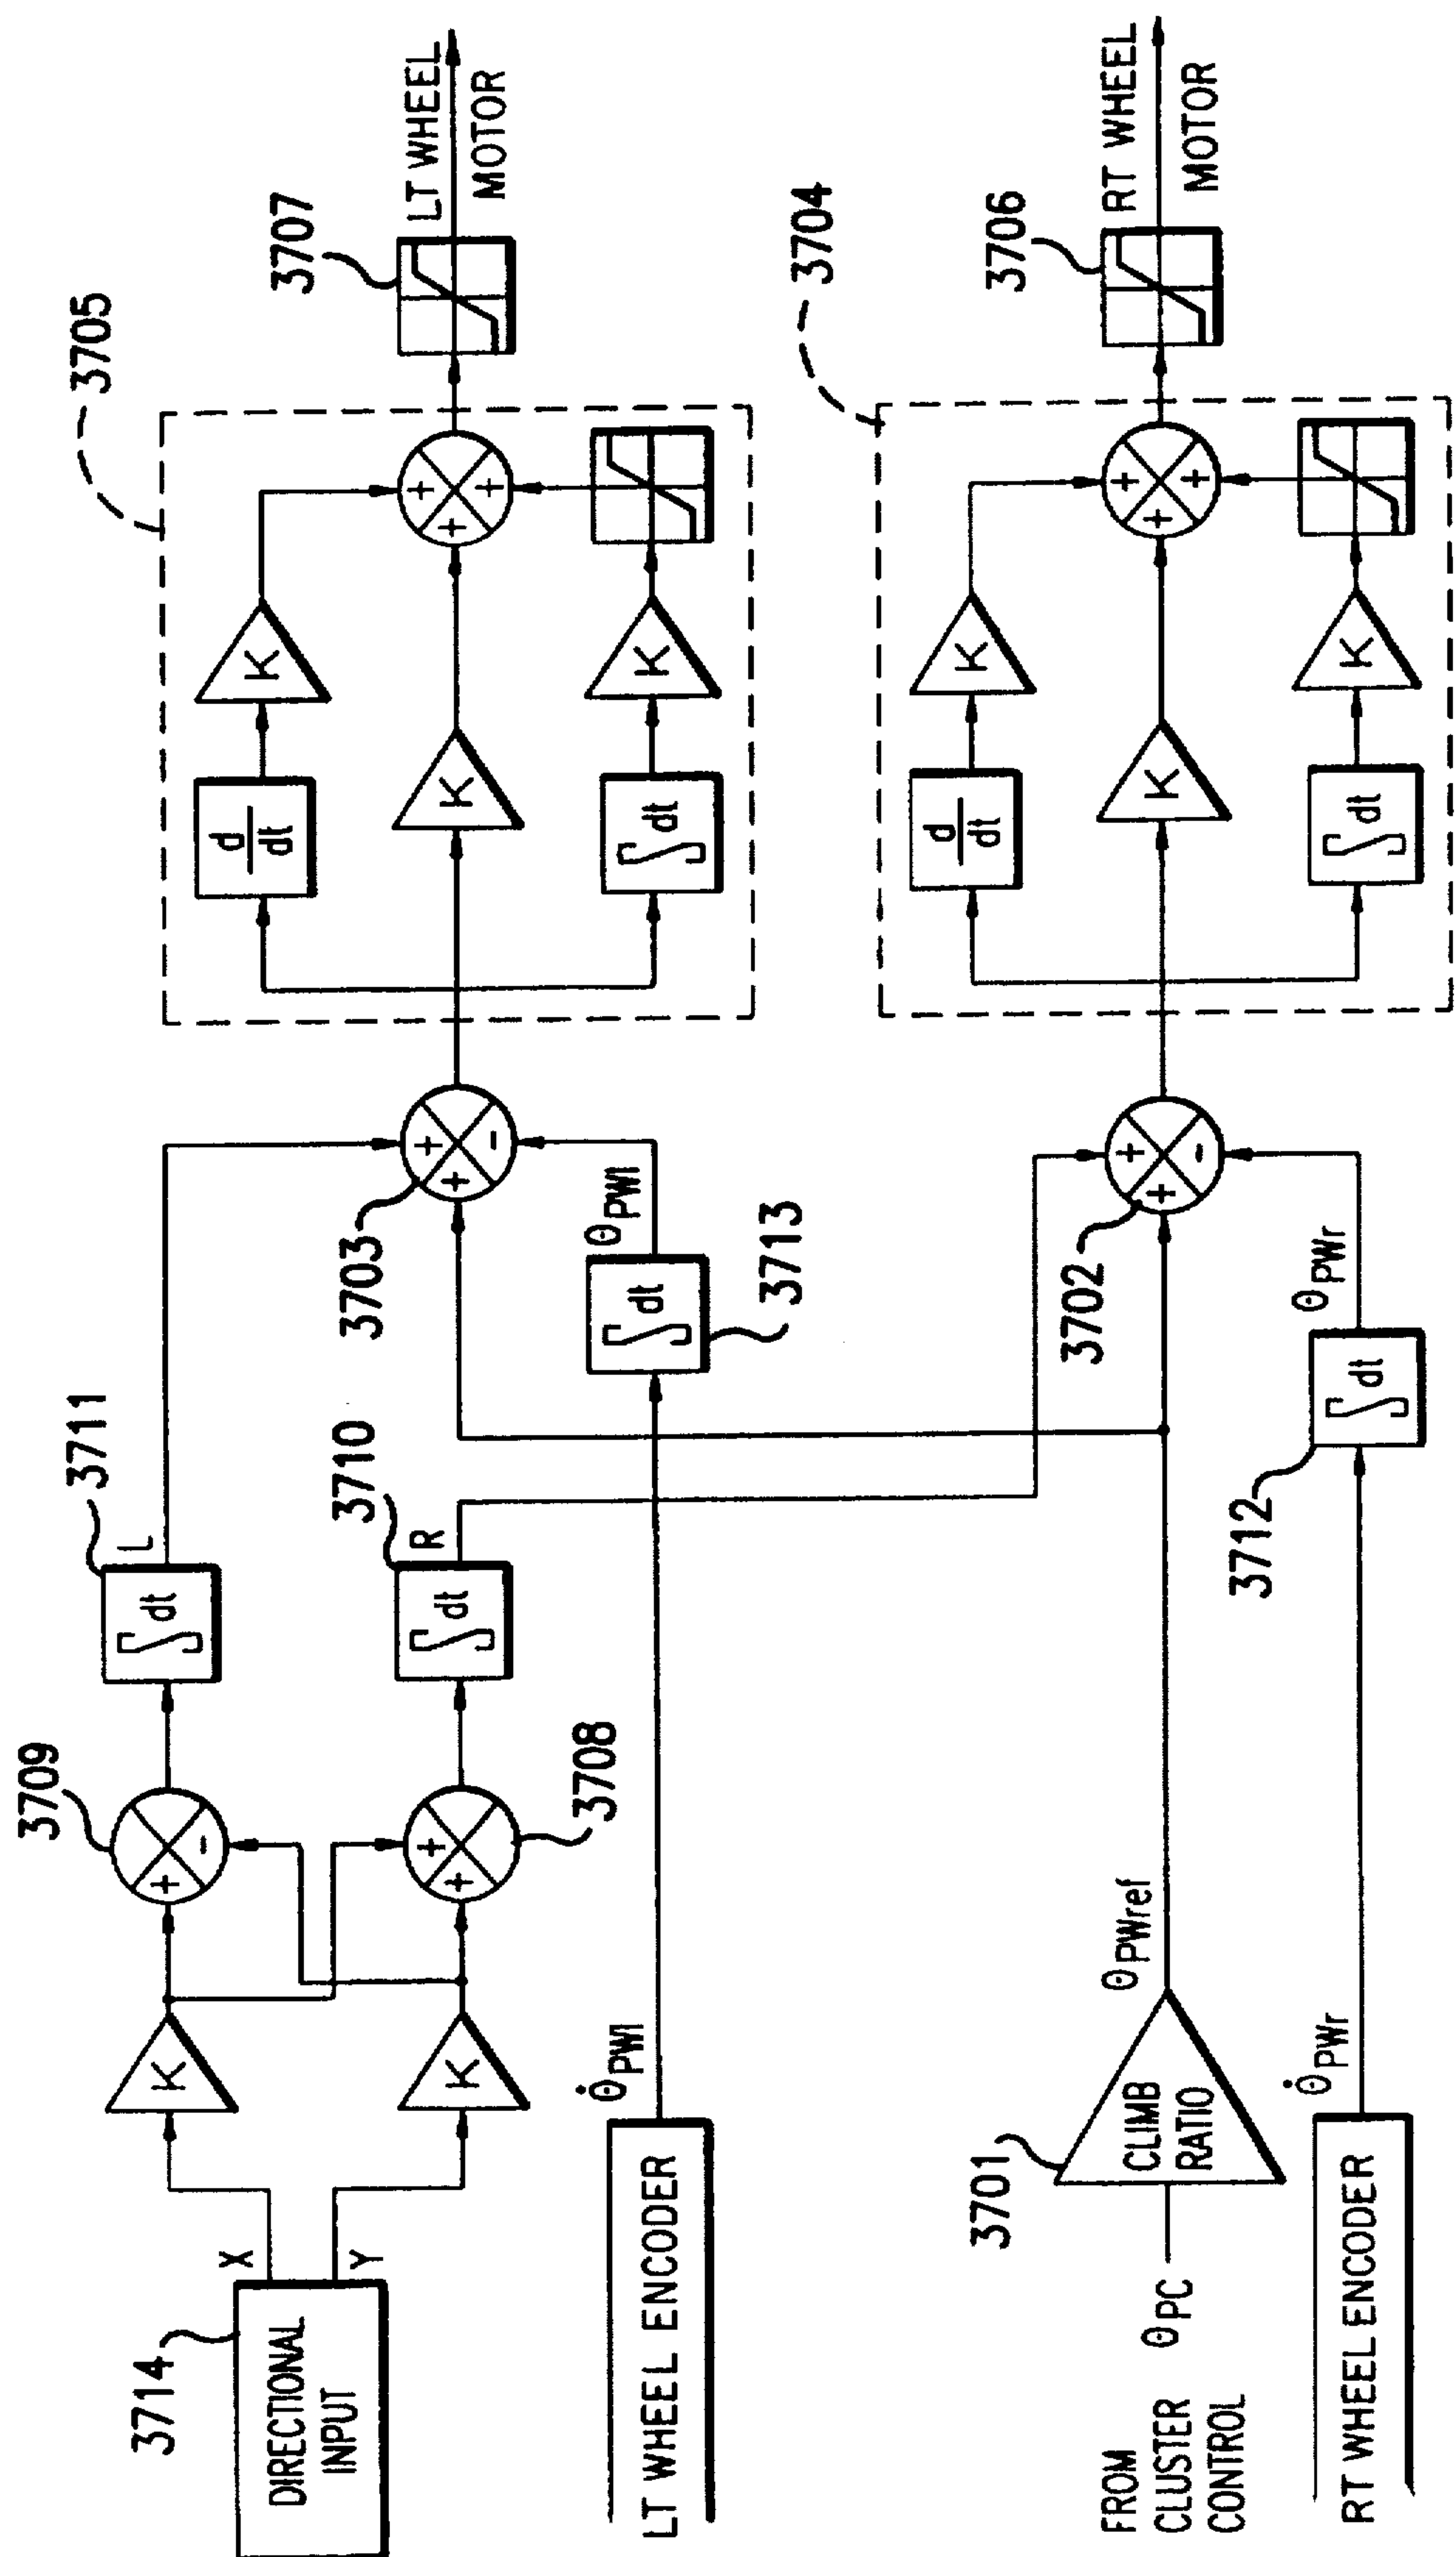 3714
DIRECTIONAL
INPUT
X
Y
K
K
3709
+
-
3708
+
+
3711
∫dt
L
3710
∫dt
R
LT WHEEL ENCODER
θ̇PWl
∫dt
3713
θPWl
3703
+
+
-
3705
d/dt
K
K
∫dt
K
+
+
+
3707
LT WHEEL
MOTOR
FROM
CLUSTER
CONTROL
θPC
3701
CLIMB
RATIO
θPWref
RT WHEEL ENCODER
θ̇PWr
3712
∫dt
θPWr
3702
+
+
-
3704
d/dt
K
K
∫dt
K
+
+
+
3706
RT WHEEL
MOTOR